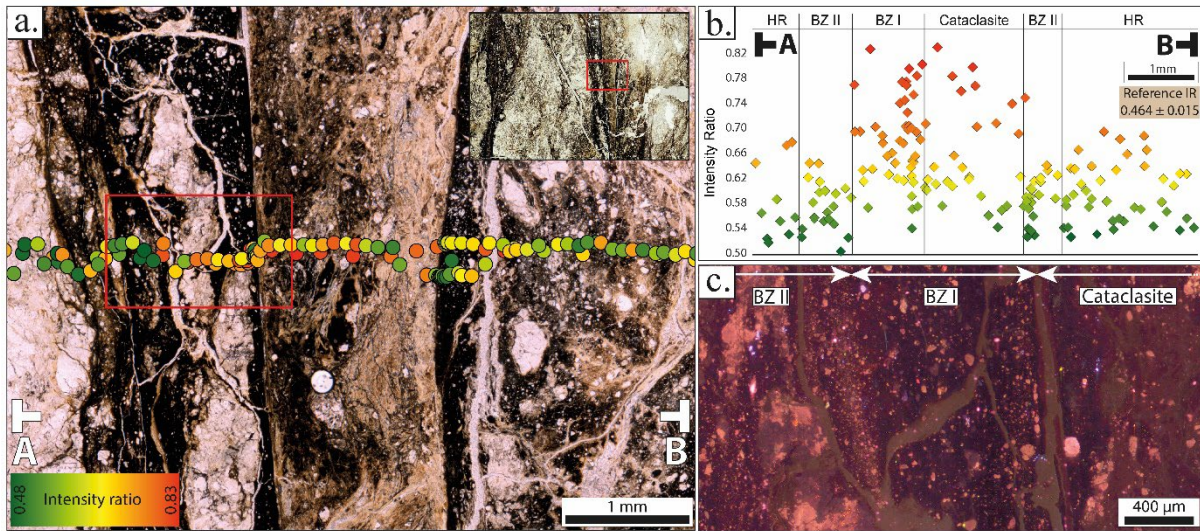 a.
A
B
0.48
Intensity ratio
0.83
1 mm
b.
HR
BZ II
BZ I
Cataclasite
BZ II
HR
A
B
1mm
Reference IR
0.464 ± 0.015
Intensity Ratio
0.82
0.78
0.74
0.70
0.66
0.62
0.58
0.54
0.50
c.
BZ II
BZ I
Cataclasite
400 μm